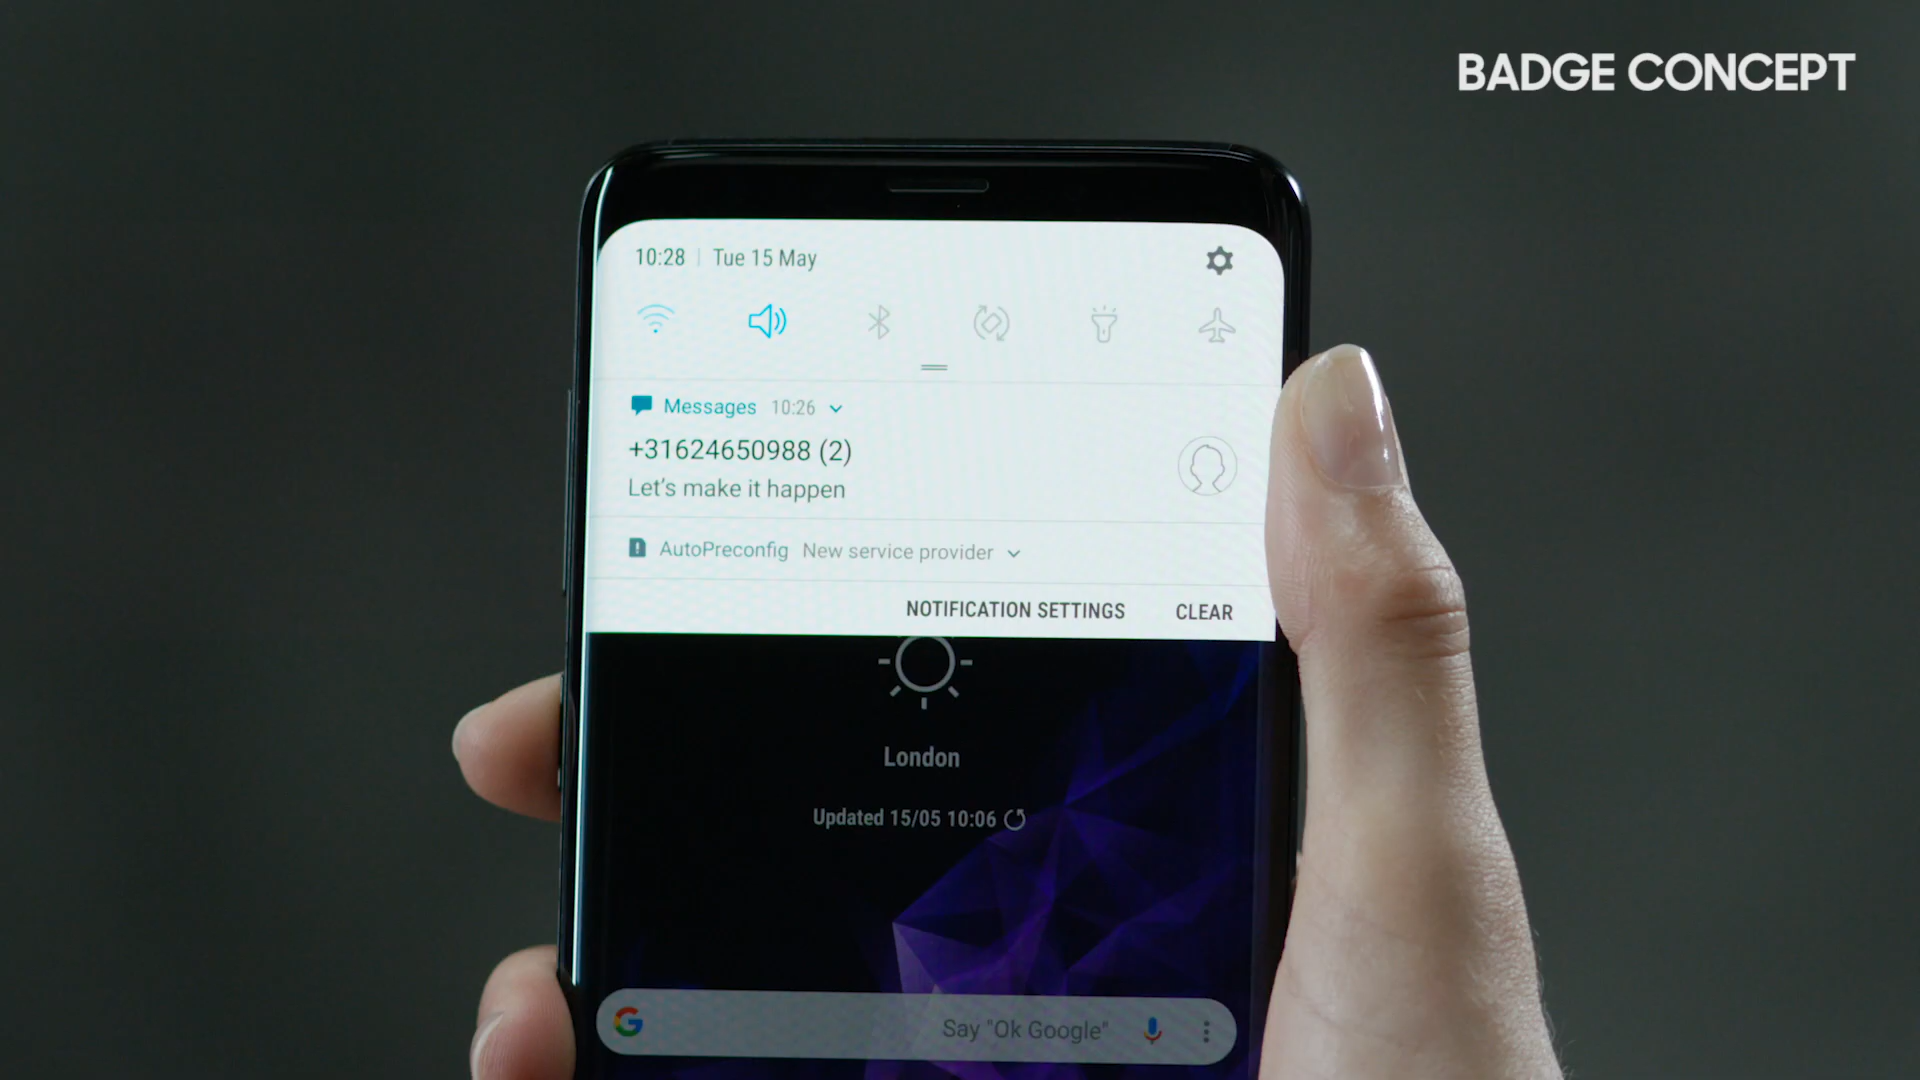 BADGE CONCEPT
10:28 | Tue 15 May
Messages 10:26
+31624650988 (2)
Let's make it happen
AutoPreconfig New service provider
NOTIFICATION SETTINGS CLEAR
London
Updated 15/05 10:06
G Say "Ok Google"